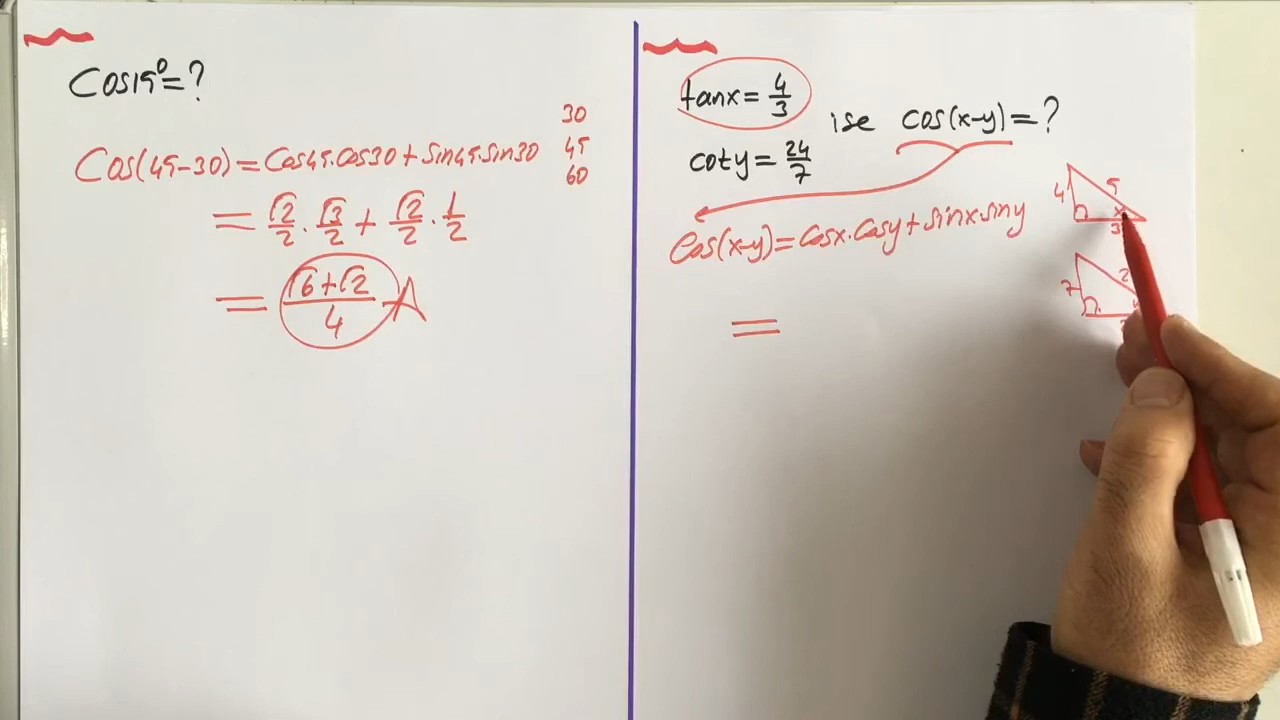 Cos15⁰=?
30
45
60
Cos(45-30)=Cos45.Cos30+Sin45.Sin30
= √2/2 . √3/2 + √2/2 . 1/2
= (√6+√2)/4 A
tanx = 4/3
ise cos(x-y)=?
coty = 24/7
Cos(x-y)=Cosx.Cosy+Sinx.Siny
=
4 5 x 3
7 2